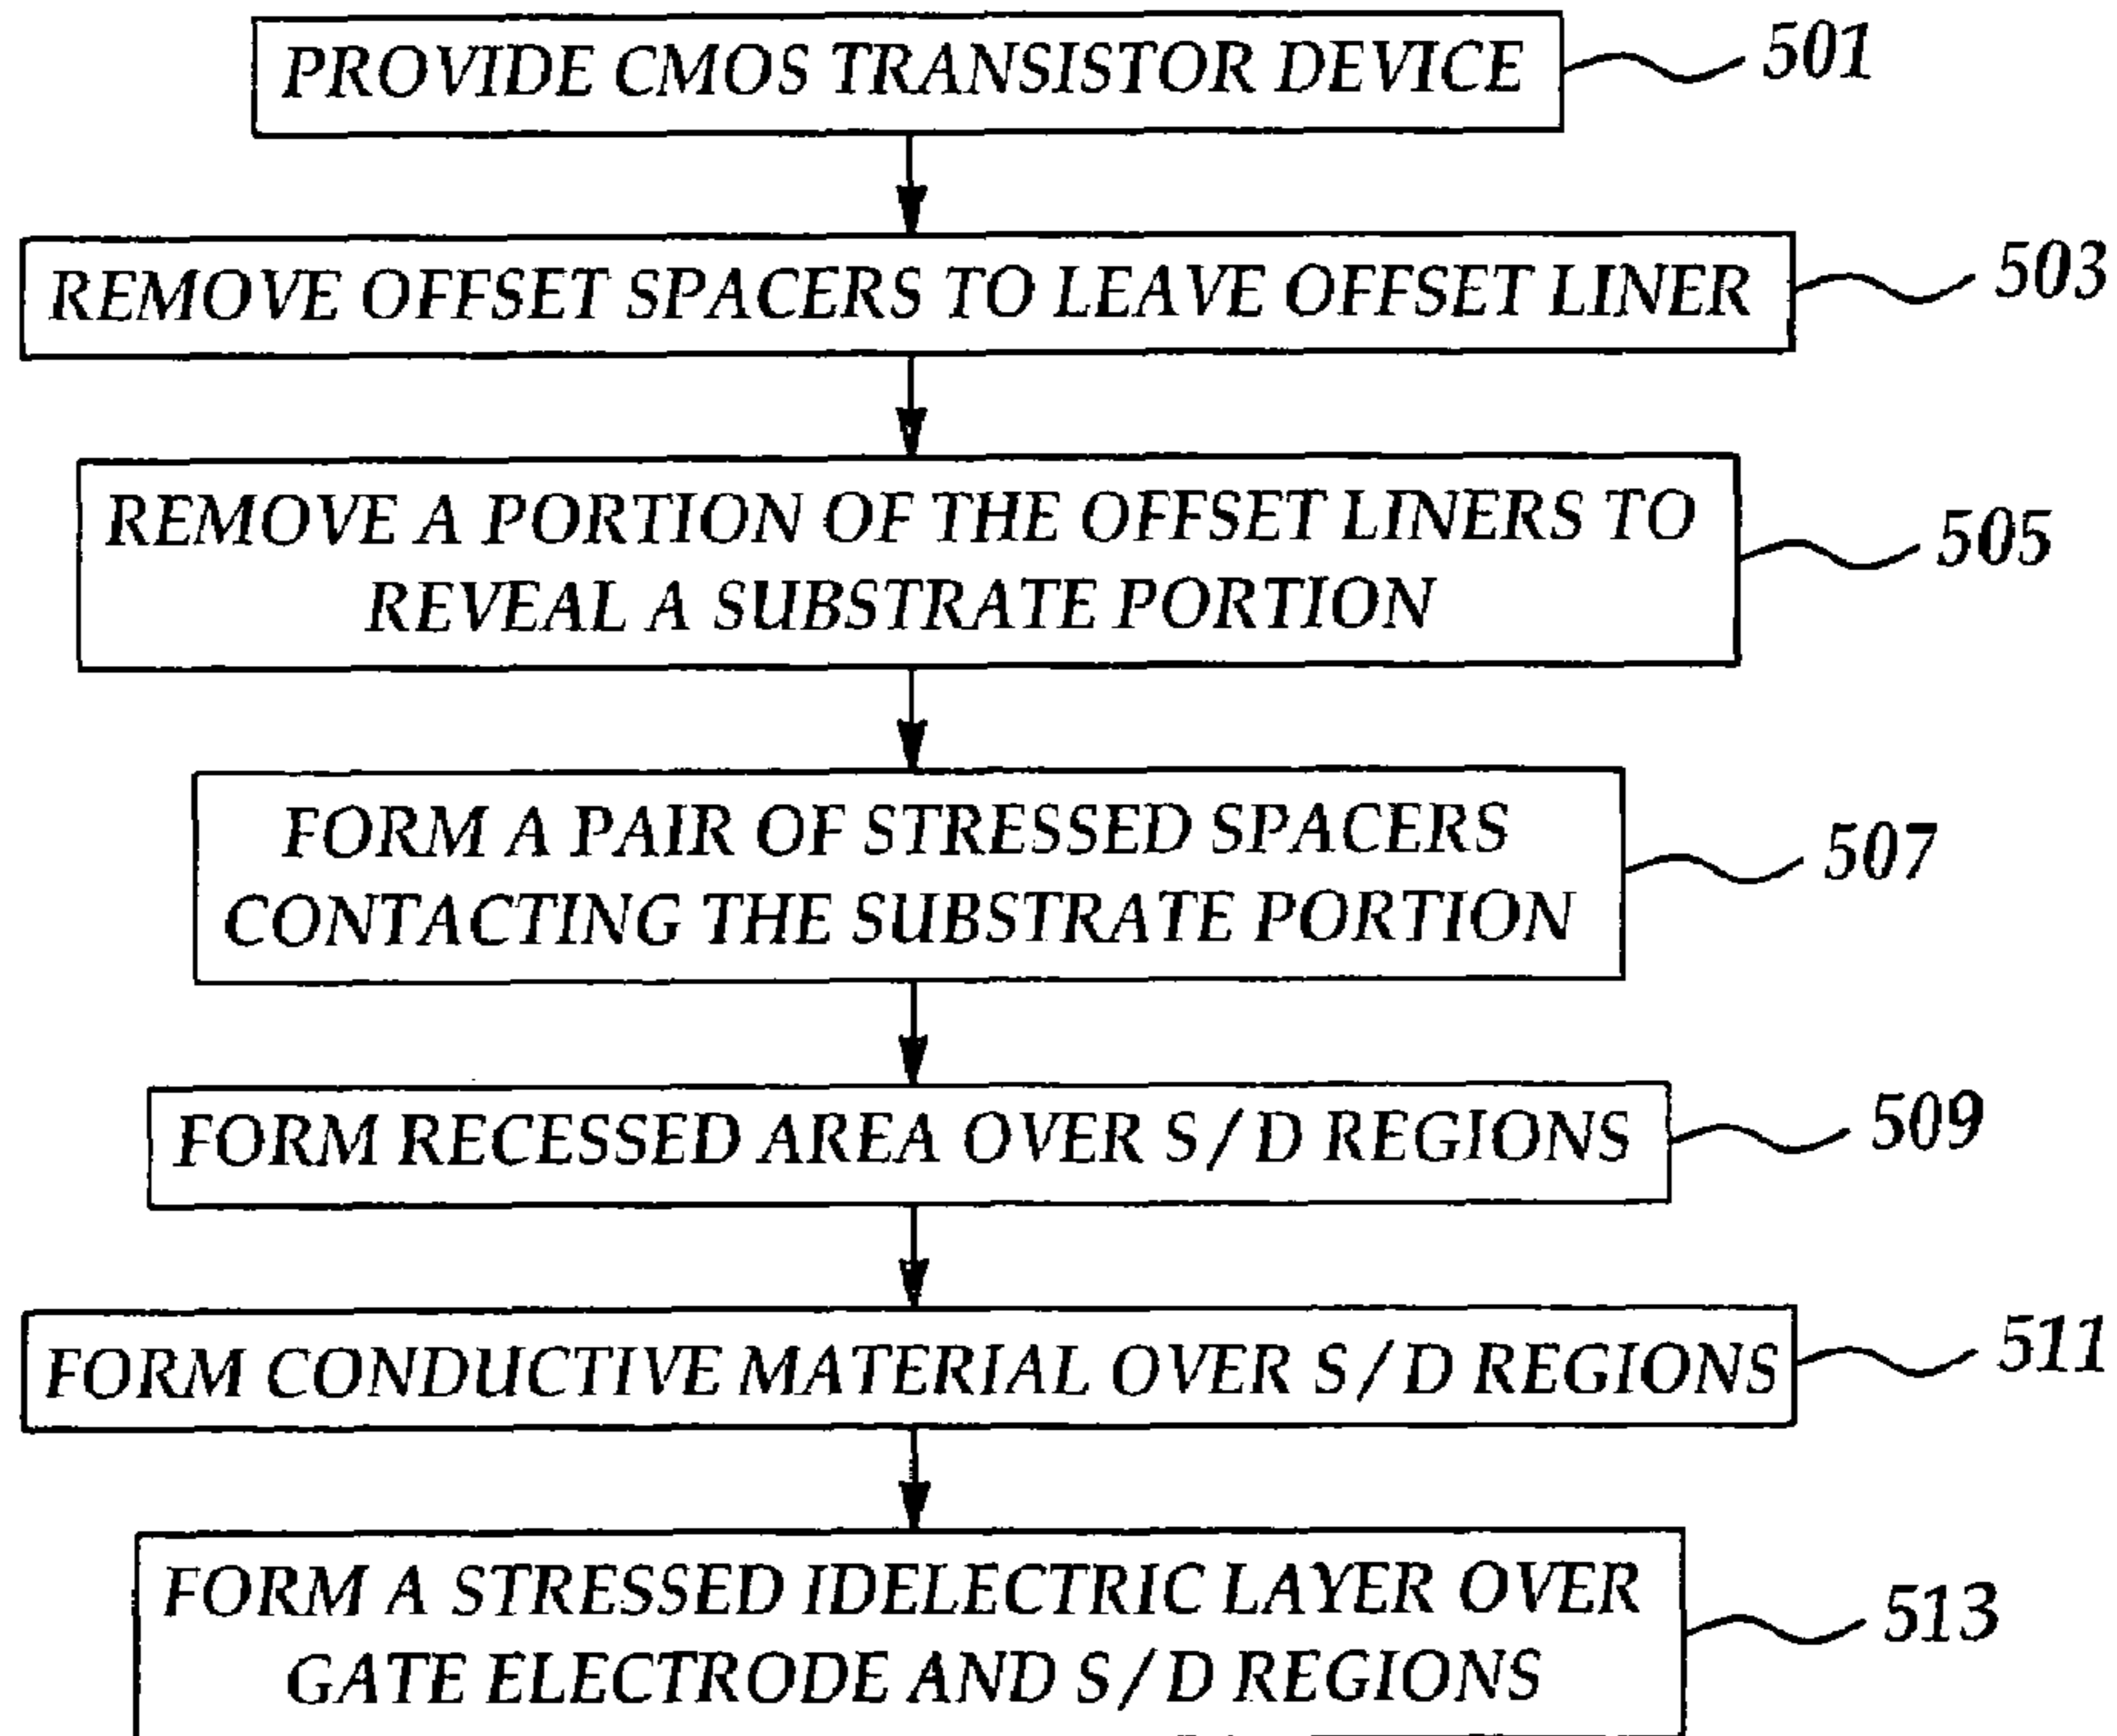 PROVIDE CMOS TRANSISTOR DEVICE 501
REMOVE OFFSET SPACERS TO LEAVE OFFSET LINER 503
REMOVE A PORTION OF THE OFFSET LINERS TO
REVEAL A SUBSTRATE PORTION
505
FORM A PAIR OF STRESSED SPACERS
CONTACTING THE SUBSTRATE PORTION
507
FORM RECESSED AREA OVER S/D REGIONS 509
FORM CONDUCTIVE MATERIAL OVER S/D REGIONS 511
FORM A STRESSED IDELECTRIC LAYER OVER
GATE ELECTRODE AND S/D REGIONS
513